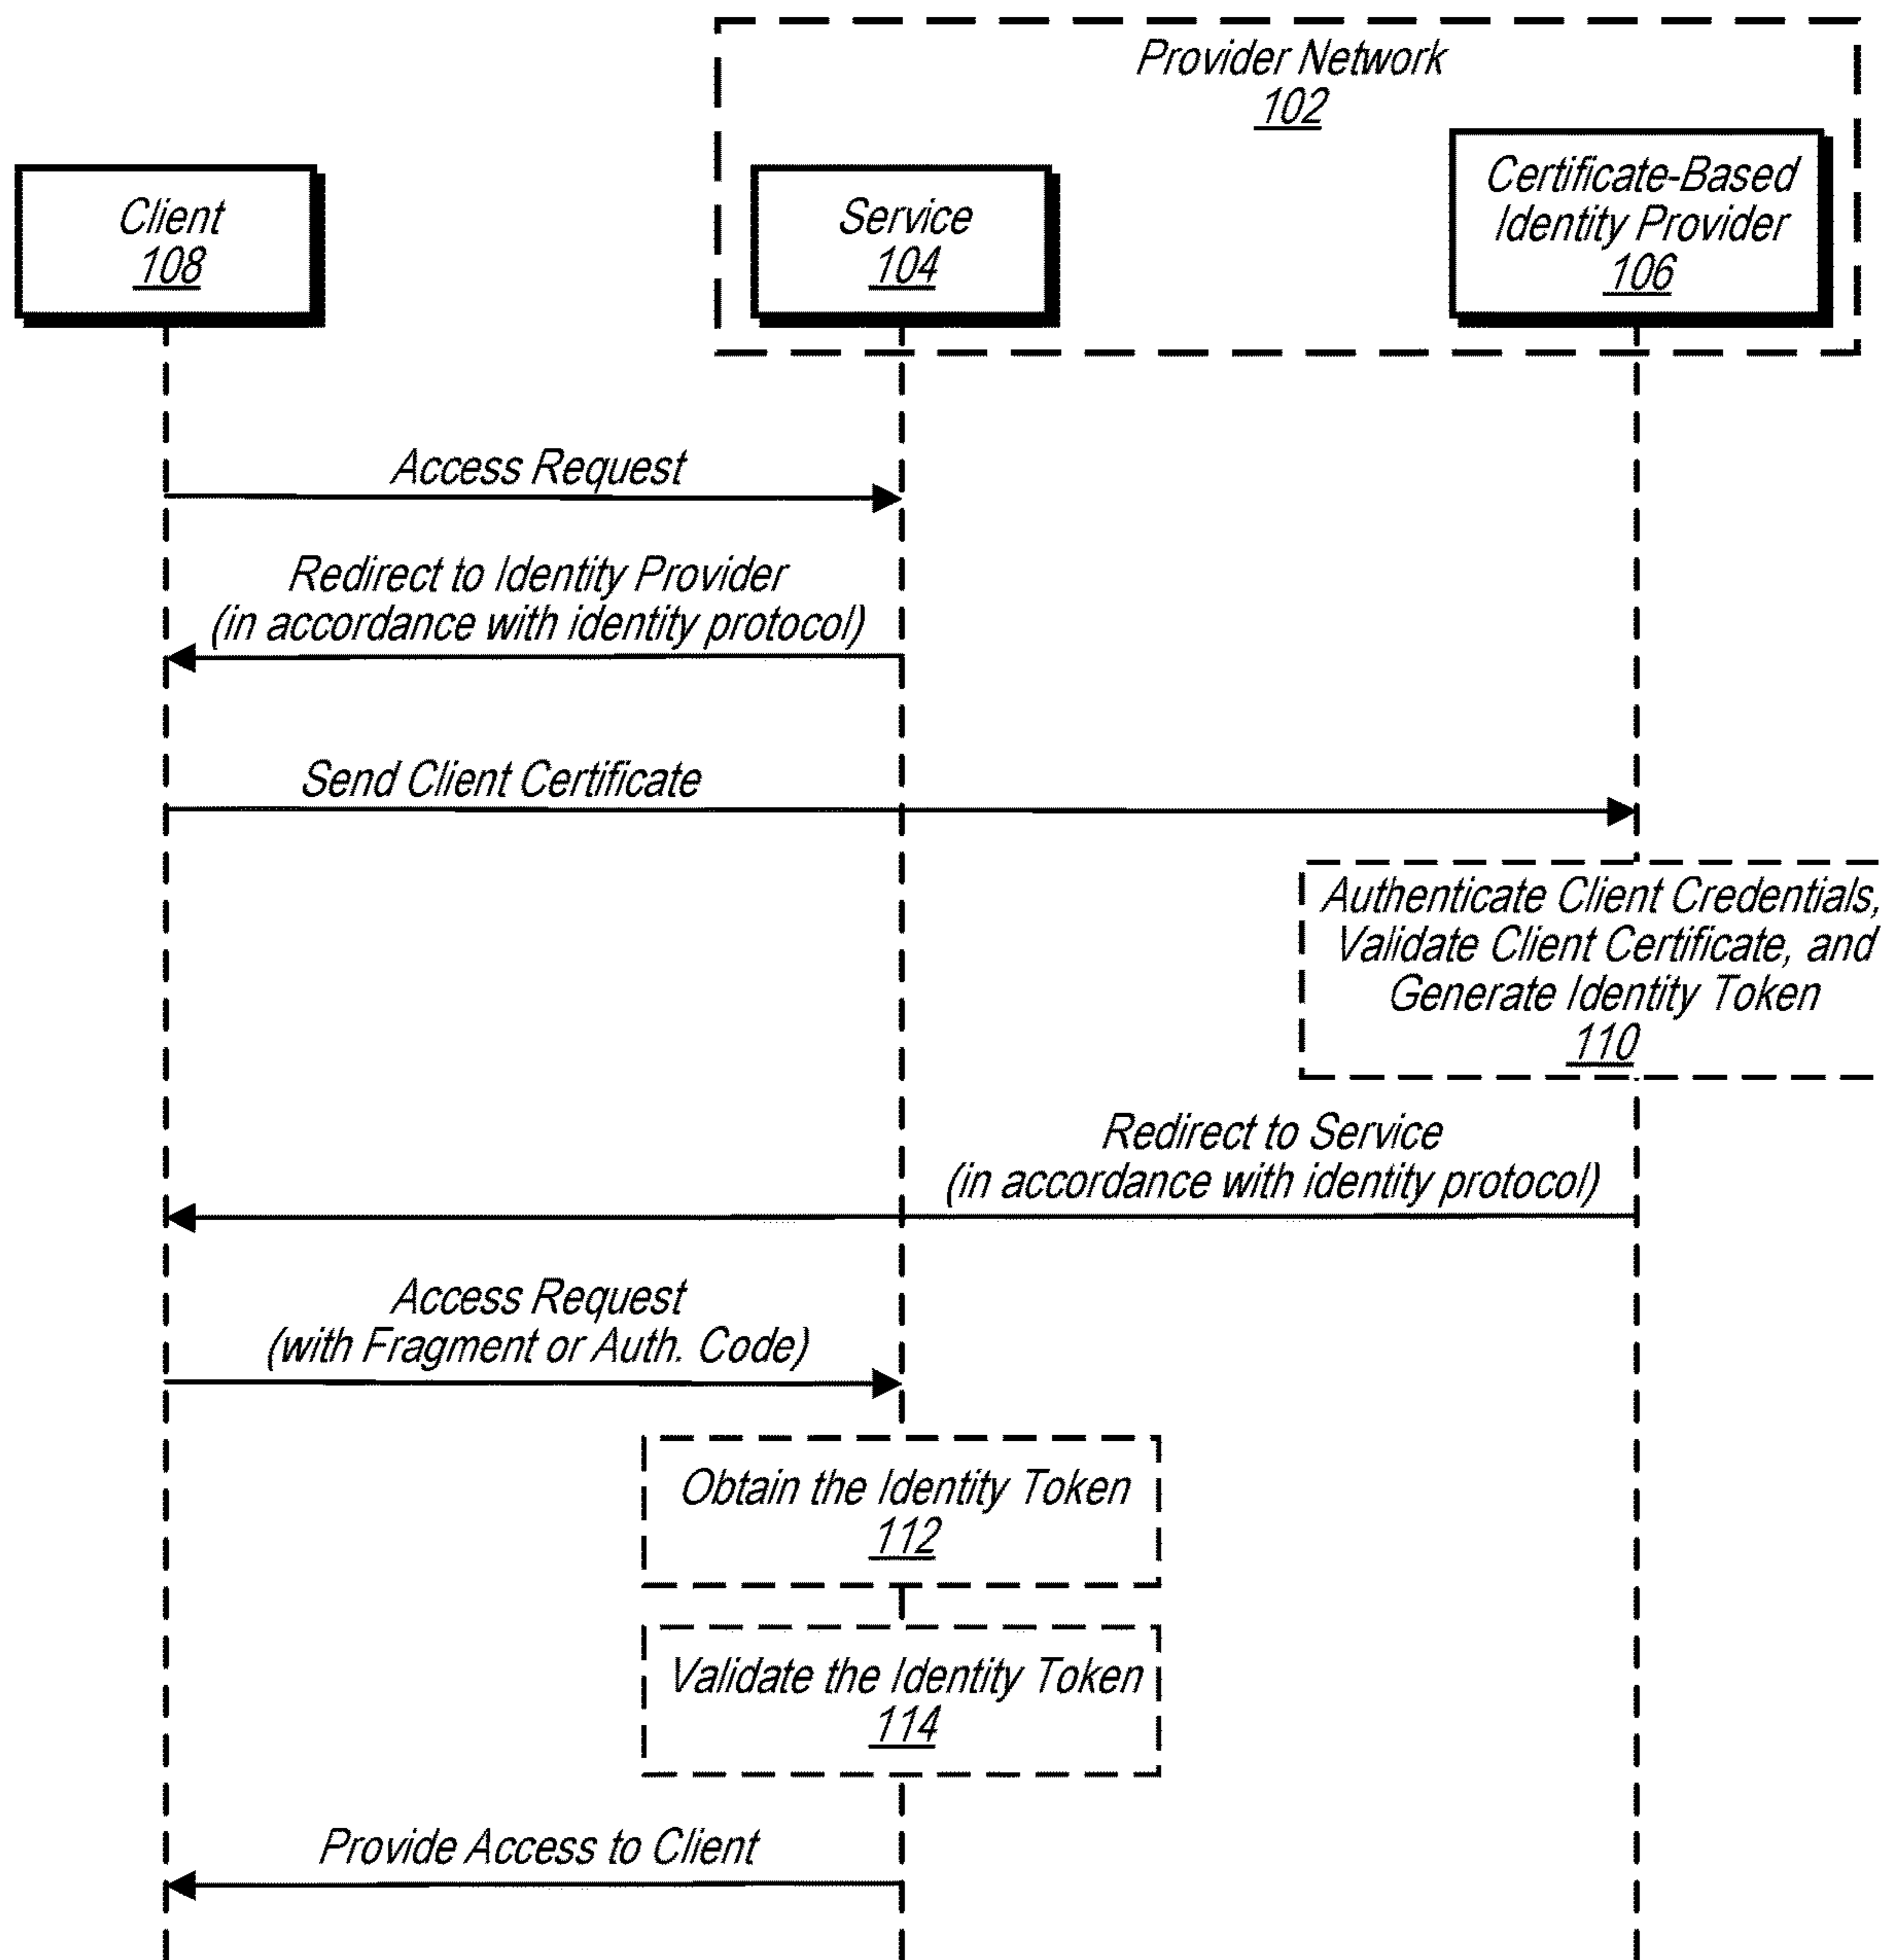 Provider Network
102
Client
108
Service
104
Certificate-Based
Identity Provider
106
Access Request
Redirect to Identity Provider
(in accordance with identity protocol)
Send Client Certificate
Authenticate Client Credentials,
Validate Client Certificate, and
Generate Identity Token
110
Redirect to Service
(in accordance with identity protocol)
Access Request
(with Fragment or Auth. Code)
Obtain the Identity Token
112
Validate the Identity Token
114
Provide Access to Client